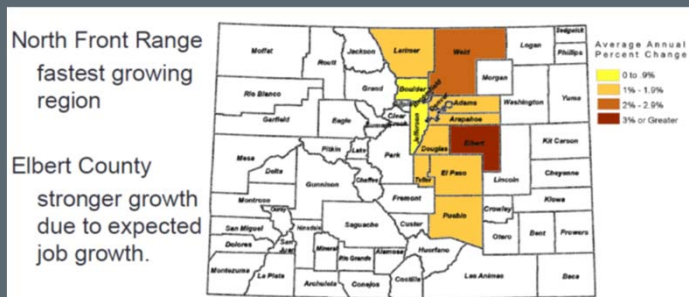 North Front Range
fastest growing
region
Elbert County
stronger growth
due to expected
job growth.
Average Annual
Percent Change
0 to .9%
1% - 1.9%
2% - 2.9%
3% or Greater
Moffat
Routt
Jackson
Larimer
Weld
Logan
Sedgwick
Phillips
Morgan
Grand
Boulder
Rio Blanco
Garfield
Eagle
Clear
Creek
Jefferson
Adams
Arapahoe
Washington
Yuma
Pitkin
Lake
Park
Douglas
Elbert
Kit Carson
Mesa
Delta
Gunnison
Chaffee
Teller
El Paso
Lincoln
Cheyenne
Montrose
Fremont
Crowley
Kiowa
Ouray
San Miguel
Hinsdale
Saguache
Custer
Pueblo
Otero
Bent
Prowers
Dolores
San
Juan
Mineral
Rio Grande
Alamosa
Huerfano
Montezuma
La Plata
Archuleta
Conejos
Costilla
Las Animas
Baca